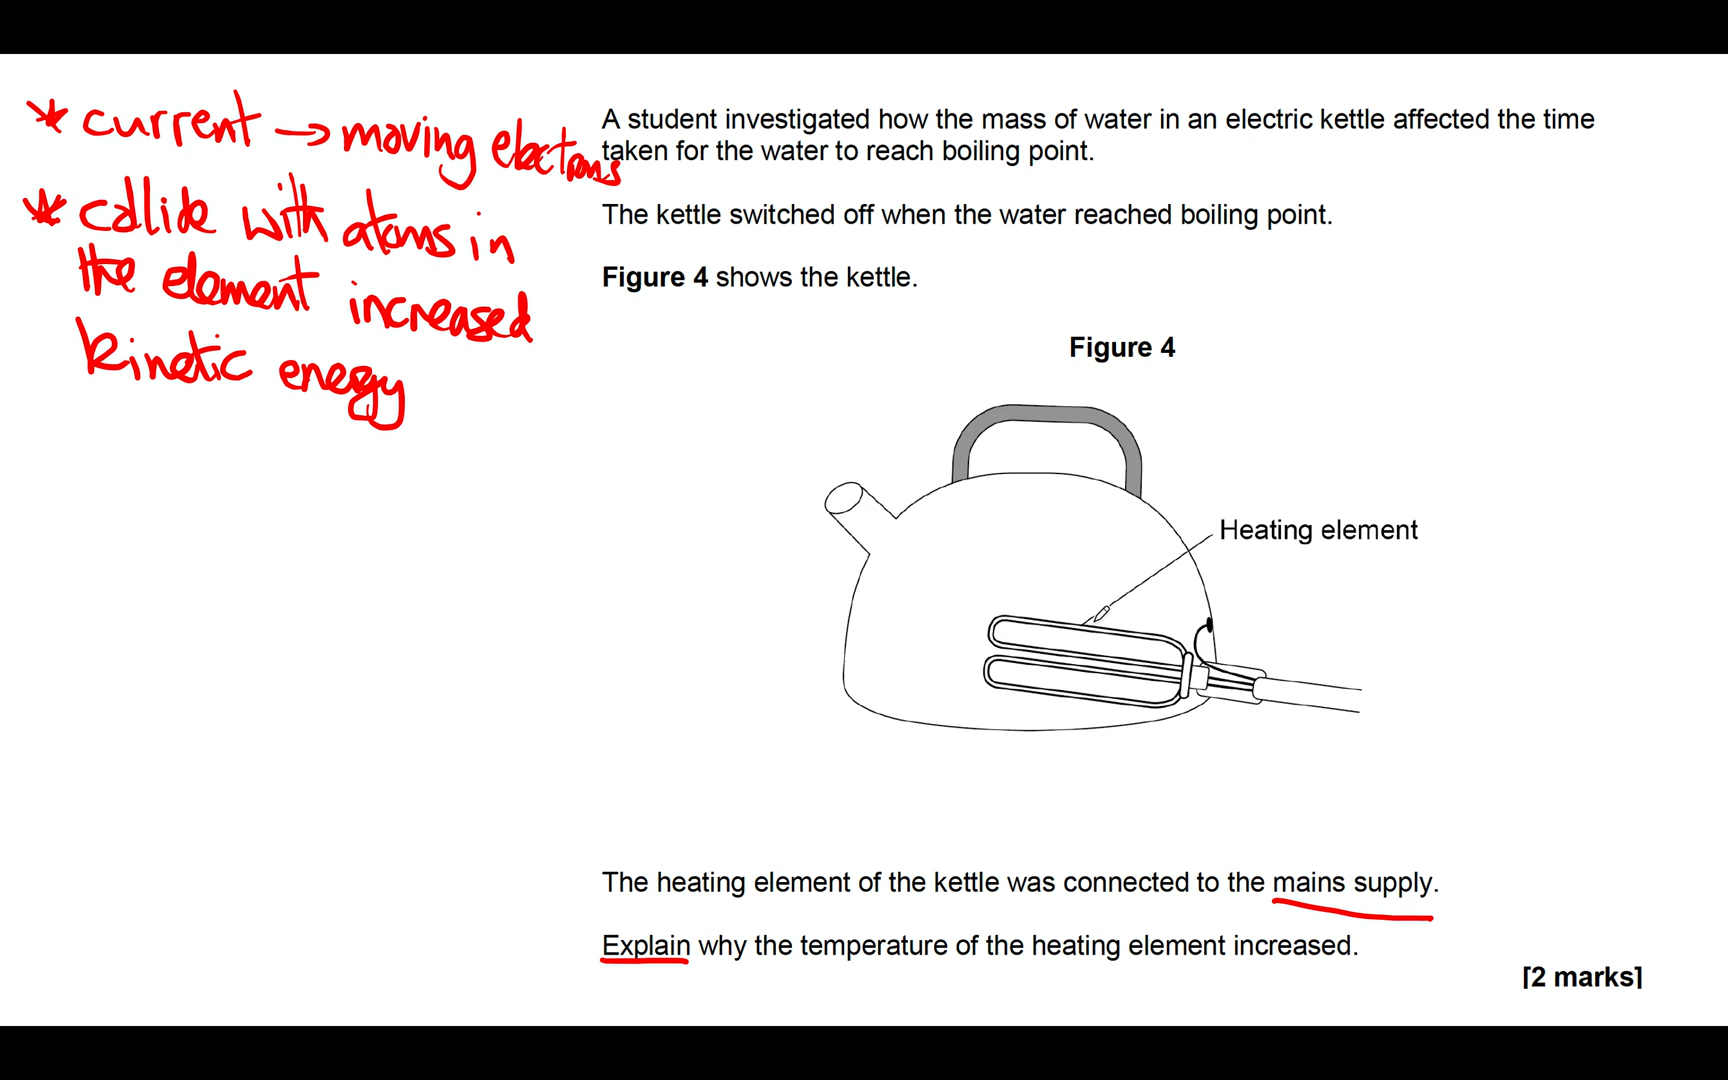 * current → moving electrons
* collide with atoms in
the element increased
kinetic energy
A student investigated how the mass of water in an electric kettle affected the time
taken for the water to reach boiling point.
The kettle switched off when the water reached boiling point.
Figure 4 shows the kettle.
Figure 4
Heating element
The heating element of the kettle was connected to the mains supply.
Explain why the temperature of the heating element increased.
[2 marks]